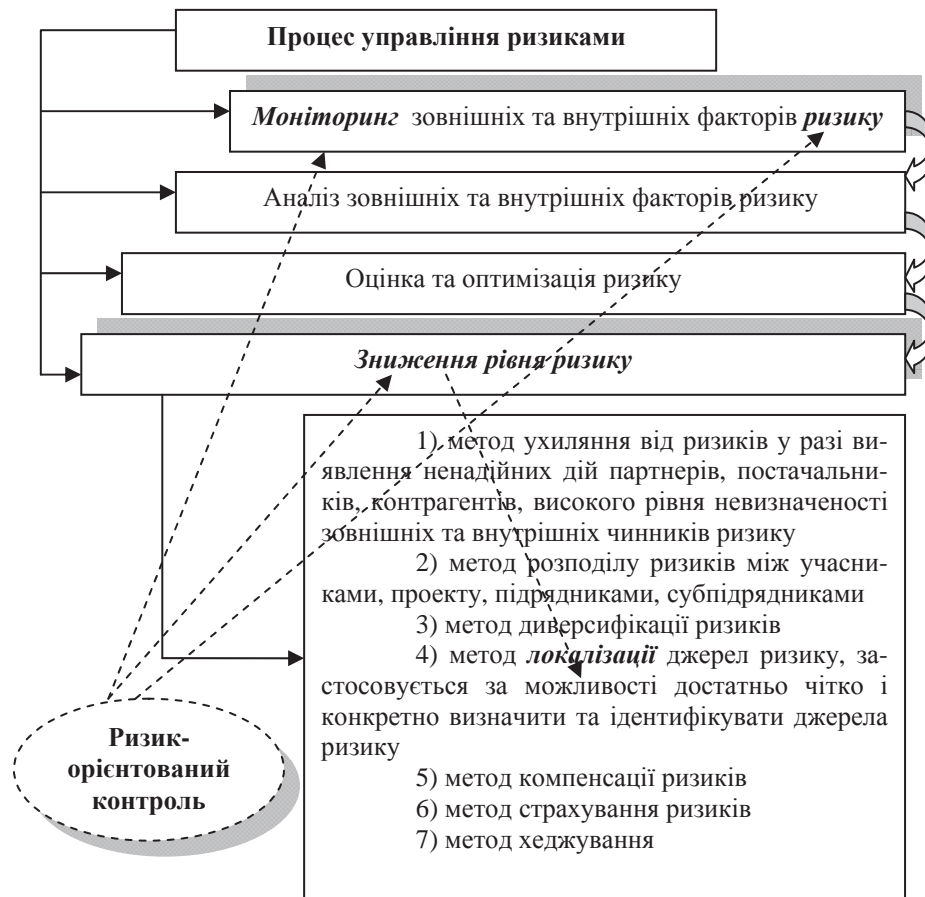 Процес управління ризиками
Моніторинг зовнішніх та внутрішніх факторів ризику
Аналіз зовнішніх та внутрішніх факторів ризику
Оцінка та оптимізація ризику
Зниження рівня ризику
1) метод ухиляння від ризиків у разі ви-
явлення ненадійних дій партнерів, постачальни-
ків, контрагентів, високого рівня невизначеності
зовнішніх та внутрішніх чинників ризику
2) метод розподілу ризиків між учасни-
ками, проекту, підрядниками, субпідрядниками
3) метод диверсифікації ризиків
4) метод локалізації джерел ризику, за-
стосовується за можливості достатньо чітко і
конкретно визначити та ідентифікувати джерела
ризику
5) метод компенсації ризиків
6) метод страхування ризиків
7) метод хеджування
Ризик-
орієнтований
контроль